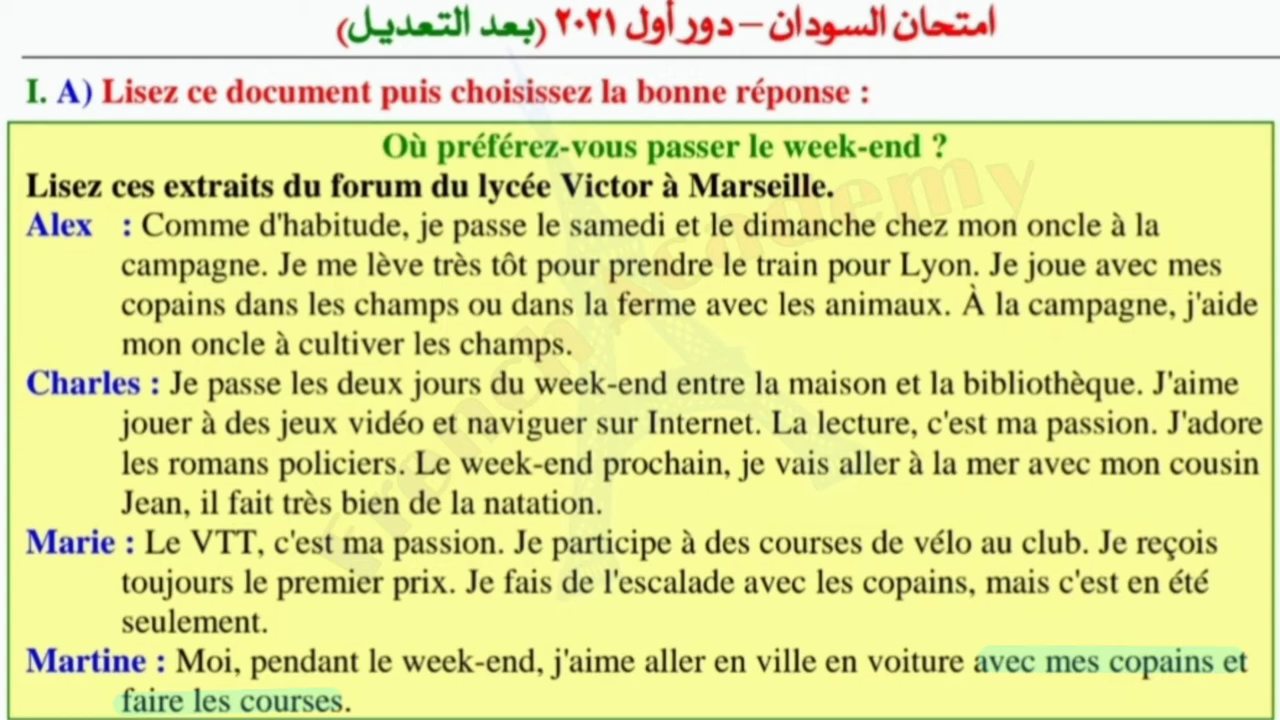 امتحان السودان – دور أول ٢٠٢١ (بعد التعديل)
I. A) Lisez ce document puis choisissez la bonne réponse :
Où préférez-vous passer le week-end ?
Lisez ces extraits du forum du lycée Victor à Marseille.
Alex : Comme d'habitude, je passe le samedi et le dimanche chez mon oncle à la
campagne. Je me lève très tôt pour prendre le train pour Lyon. Je joue avec mes
copains dans les champs ou dans la ferme avec les animaux. À la campagne, j'aide
mon oncle à cultiver les champs.
Charles : Je passe les deux jours du week-end entre la maison et la bibliothèque. J'aime
jouer à des jeux vidéo et naviguer sur Internet. La lecture, c'est ma passion. J'adore
les romans policiers. Le week-end prochain, je vais aller à la mer avec mon cousin
Jean, il fait très bien de la natation.
Marie : Le VTT, c'est ma passion. Je participe à des courses de vélo au club. Je reçois
toujours le premier prix. Je fais de l'escalade avec les copains, mais c'est en été
seulement.
Martine : Moi, pendant le week-end, j'aime aller en ville en voiture avec mes copains et
faire les courses.
French Academy